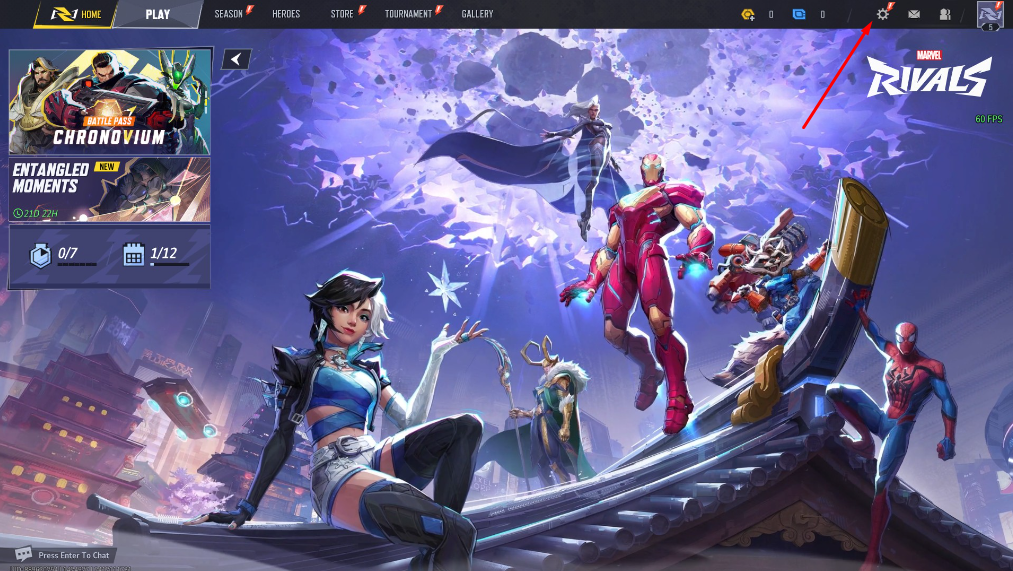 HOME
PLAY
SEASON
HEROES
STORE
TOURNAMENT
GALLERY
0
0
5
BATTLE PASS
CHRONOVIUM
ENTANGLED
MOMENTS
NEW
21D 22H
0/7
1/12
MARVEL
RIVALS
60 FPS
Press Enter To Chat